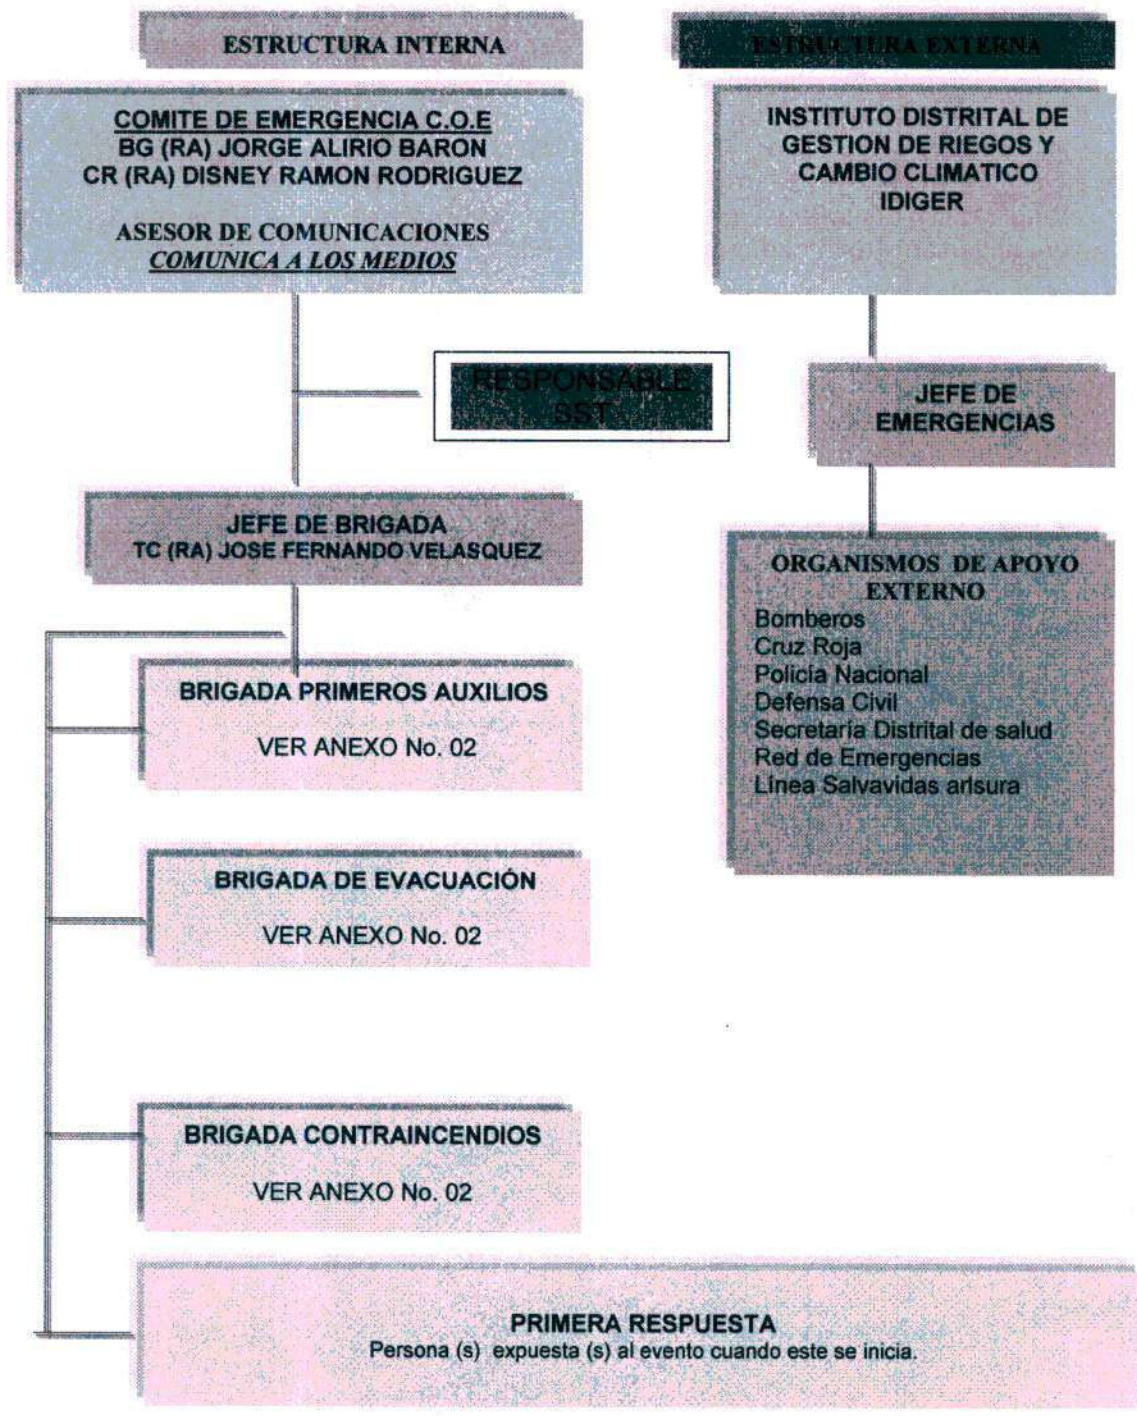 ESTRUCTURA INTERNA
COMITE DE EMERGENCIA C.O.E
BG (RA) JORGE ALIRIO BARON
CR (RA) DISNEY RAMON RODRIGUEZ
ASESOR DE COMUNICACIONES
COMUNICA A LOS MEDIOS
RESPONSABLE
SST
JEFE DE BRIGADA
TC (RA) JOSE FERNANDO VELASQUEZ
BRIGADA PRIMEROS AUXILIOS
VER ANEXO No. 02
BRIGADA DE EVACUACIÓN
VER ANEXO No. 02
BRIGADA CONTRAINCENDIOS
VER ANEXO No. 02
PRIMERA RESPUESTA
Persona (s) expuesta (s) al evento cuando este se inicia.
ESTRUCTURA EXTERNA
INSTITUTO DISTRITAL DE
GESTION DE RIEGOS Y
CAMBIO CLIMATICO
IDIGER
JEFE DE
EMERGENCIAS
ORGANISMOS DE APOYO
EXTERNO
Bomberos
Cruz Roja
Policía Nacional
Defensa Civil
Secretaría Distrital de salud
Red de Emergencias
Línea Salvavidas arlsura